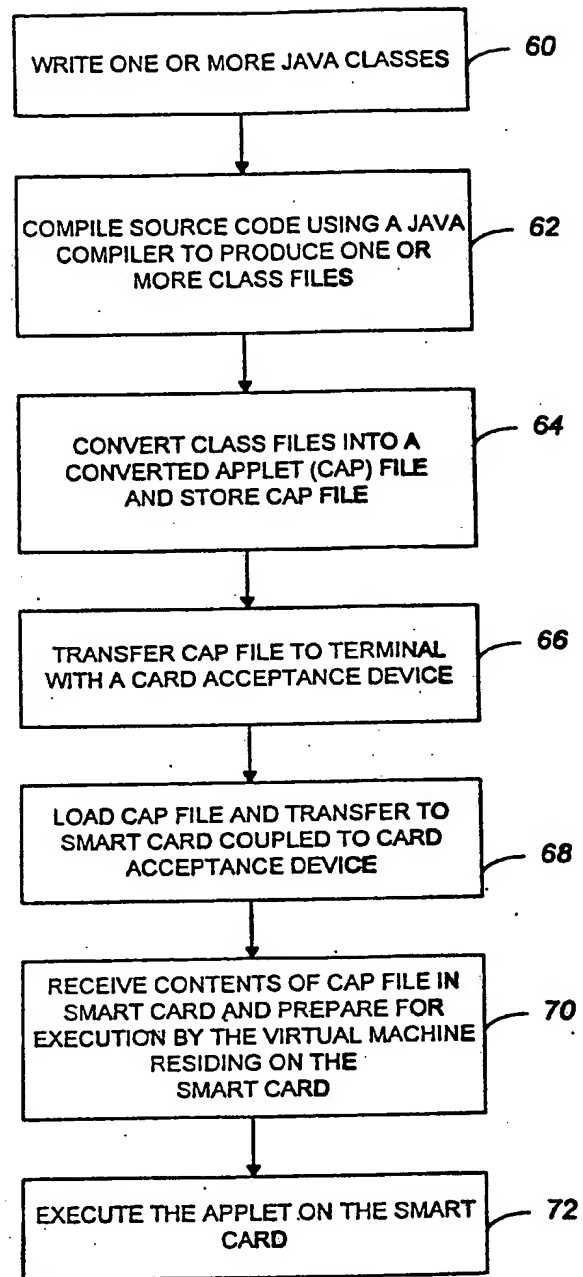 WRITE ONE OR MORE JAVA CLASSES
60
COMPILE SOURCE CODE USING A JAVA
COMPILER TO PRODUCE ONE OR
MORE CLASS FILES
62
CONVERT CLASS FILES INTO A
CONVERTED APPLET (CAP) FILE
AND STORE CAP FILE
64
TRANSFER CAP FILE TO TERMINAL
WITH A CARD ACCEPTANCE DEVICE
66
LOAD CAP FILE AND TRANSFER TO
SMART CARD COUPLED TO CARD
ACCEPTANCE DEVICE
68
RECEIVE CONTENTS OF CAP FILE IN
SMART CARD AND PREPARE FOR
EXECUTION BY THE VIRTUAL MACHINE
RESIDING ON THE
SMART CARD
70
EXECUTE THE APPLET ON THE SMART
CARD
72